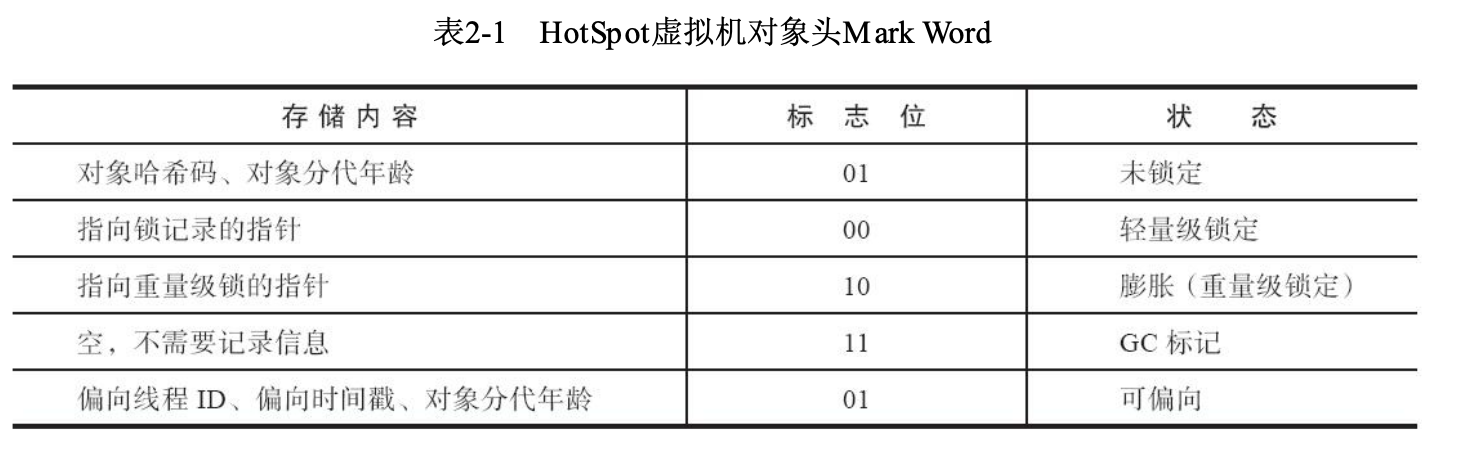 表2-1 HotSpot虚拟机对象头Mark Word
存储内容 标志位 状态
对象哈希码、对象分代年龄 01 未锁定
指向锁记录的指针 00 轻量级锁定
指向重量级锁的指针 10 膨胀（重量级锁定）
空，不需要记录信息 11 GC 标记
偏向线程 ID、偏向时间戳、对象分代年龄 01 可偏向